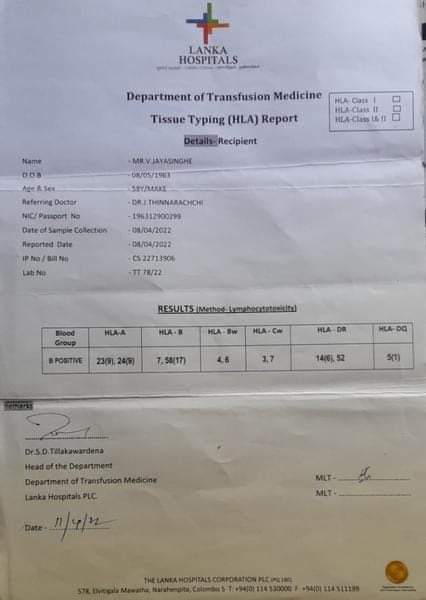 LANKA
HOSPITALS
Department of Transfusion Medicine
Tissue Typing (HLA) Report
HLA- Class I
HLA-Class II
HLA-Class I& II
Details- Recipient
Name - MR.V.JAYASINGHE
D.O.B - 08/05/1963
Age & Sex - 58Y/MAKE
Referring Doctor - DR.J.THINNARACHCHI
NIC/ Passport No - 196312900299
Date of Sample Collection - 08/04/2022
Reported Date - 08/04/2022
IP No / Bill No - CS 22713906
Lab No - TT 78/22
RESULTS (Method- Lymphocytotoxicity)
Blood Group HLA-A HLA - B HLA - Bw HLA - Cw HLA - DR HLA- DQ
B POSITIVE 23(9), 24(9) 7, 58(17) 4, 6 3, 7 14(6), 52 5(1)
Remarks
Dr.S.D.Tillakawardena
Head of the Department
Department of Transfusion Medicine
MLT -
Lanka Hospitals PLC.
MLT -
Date - 11/4/22
THE LANKA HOSPITALS CORPORATION PLC (PQ 180)
578, Elvitigala Mawatha, Narahenpita, Colombo 5 T: +94(0) 114 530000 F: +94(0) 114 511199